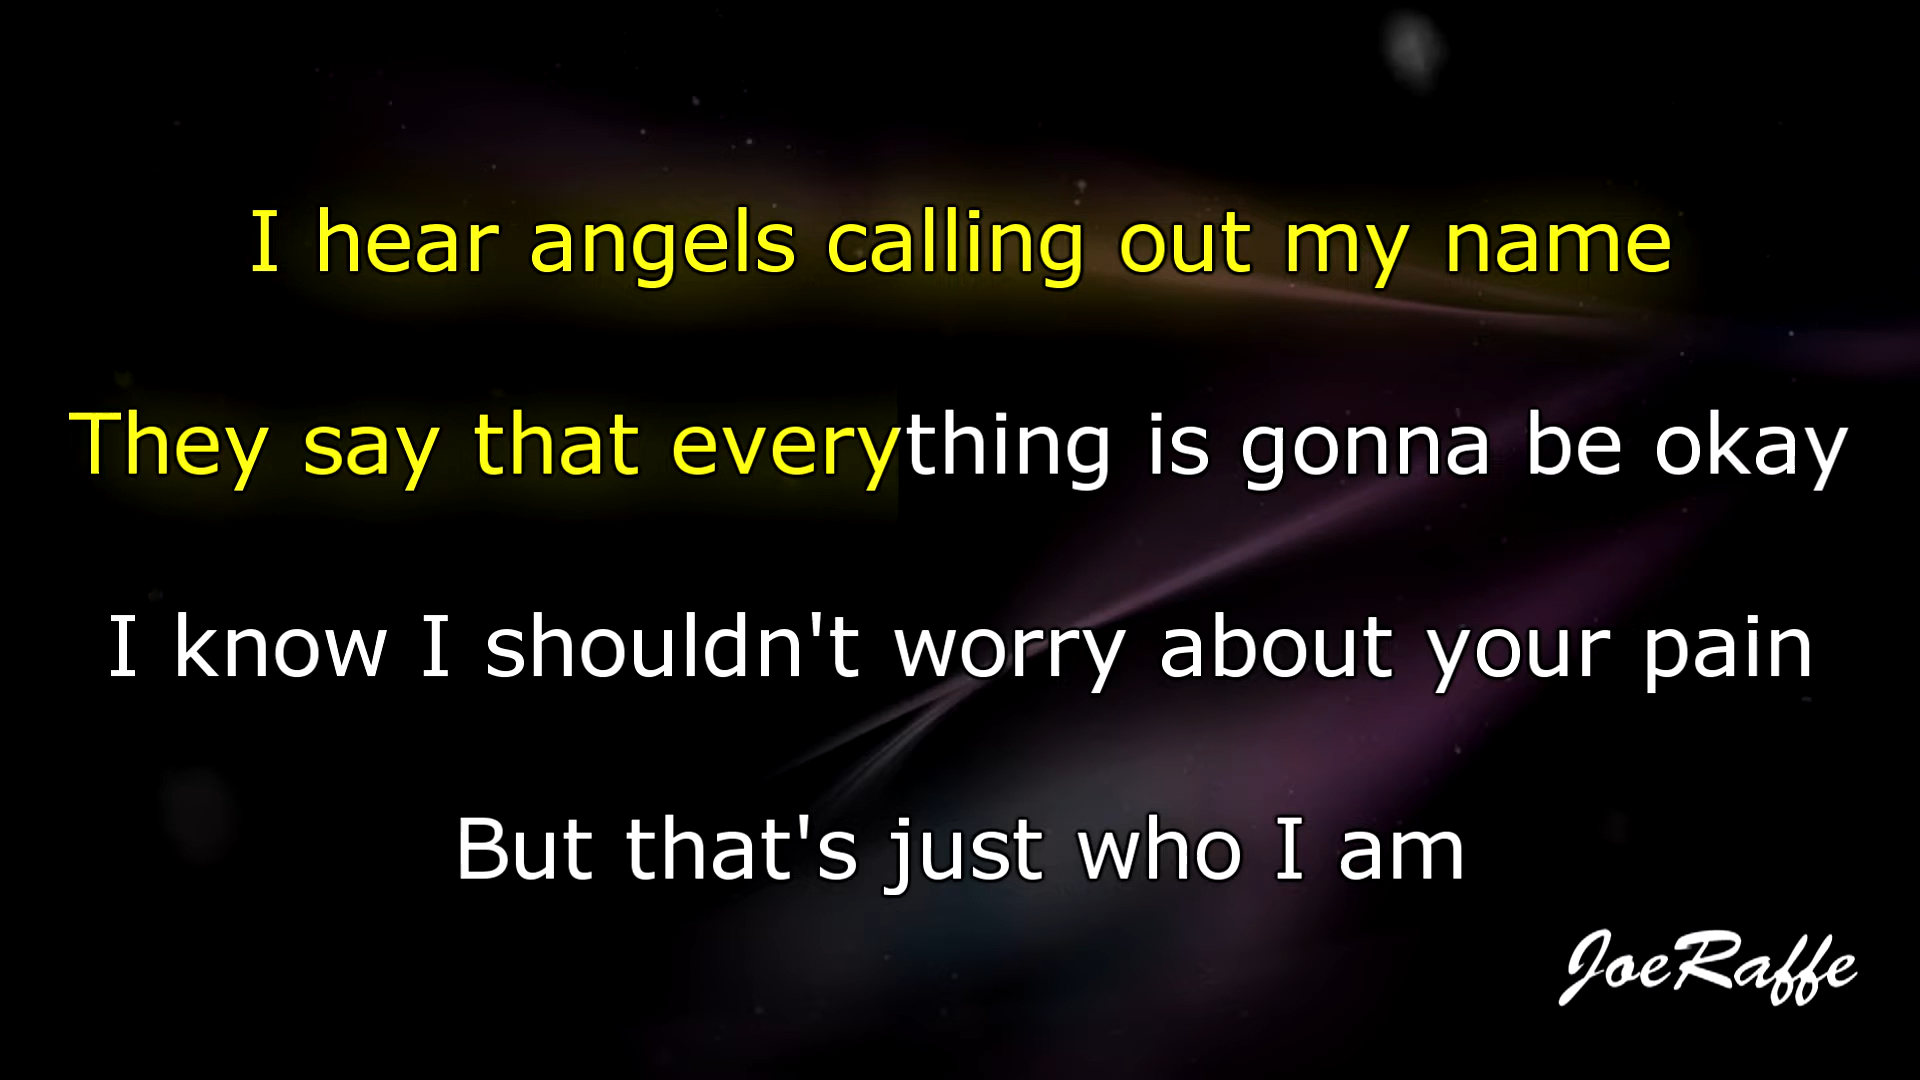 I hear angels calling out my name
They say that everything is gonna be okay
I know I shouldn't worry about your pain
But that's just who I am
JoeRaffe